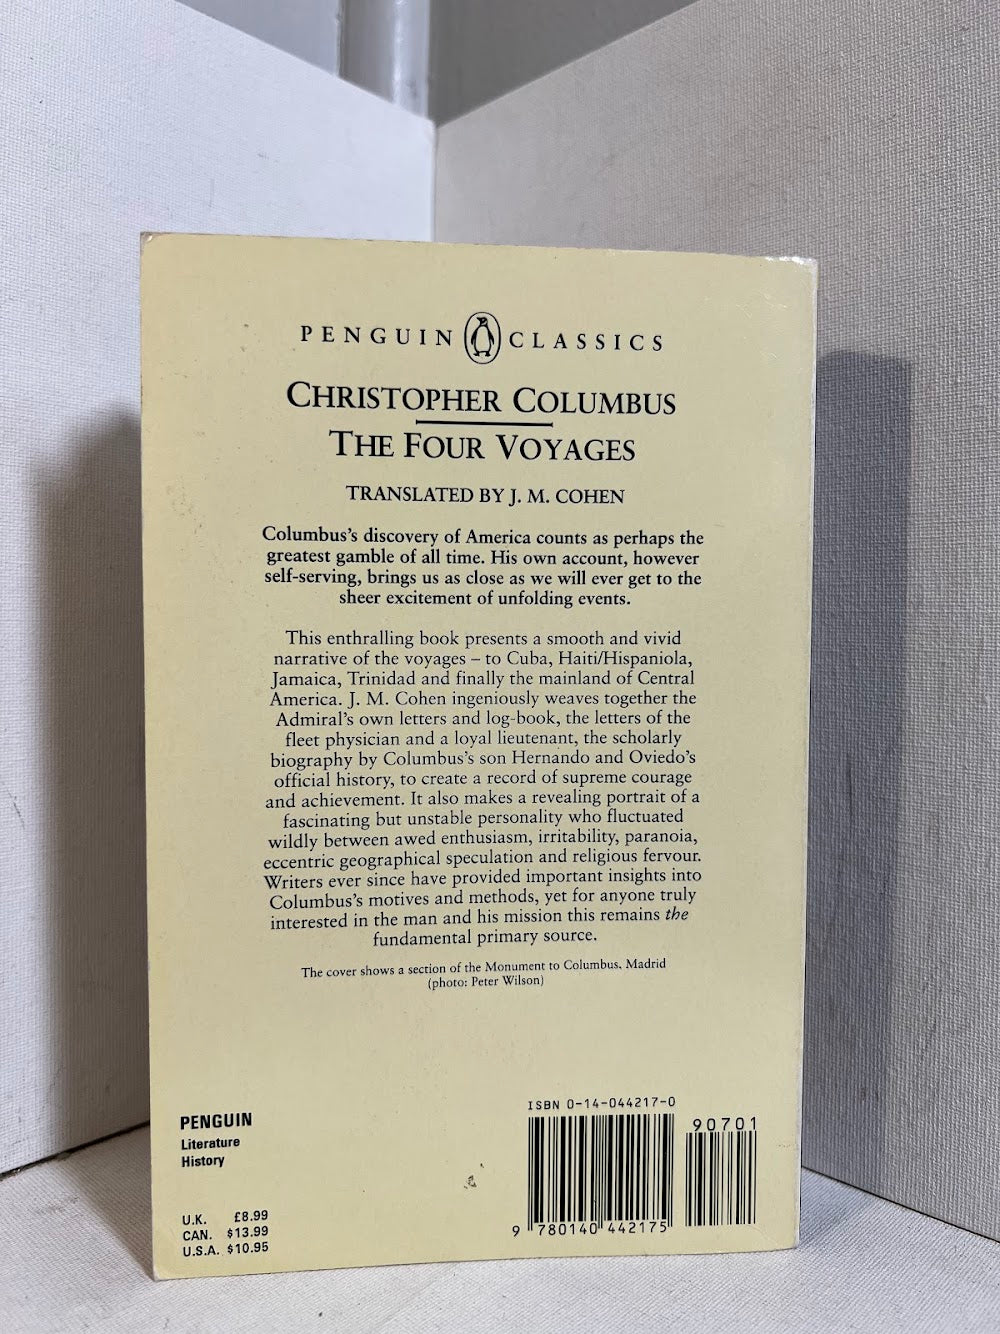 PENGUIN CLASSICS
CHRISTOPHER COLUMBUS
THE FOUR VOYAGES
TRANSLATED BY J. M. COHEN
Columbus's discovery of America counts as perhaps the
greatest gamble of all time. His own account, however
self-serving, brings us as close as we will ever get to the
sheer excitement of unfolding events.
This enthralling book presents a smooth and vivid
narrative of the voyages – to Cuba, Haiti/Hispaniola,
Jamaica, Trinidad and finally the mainland of Central
America. J. M. Cohen ingeniously weaves together the
Admiral's own letters and log-book, the letters of the
fleet physician and a loyal lieutenant, the scholarly
biography by Columbus's son Hernando and Oviedo's
official history, to create a record of supreme courage
and achievement. It also makes a revealing portrait of a
fascinating but unstable personality who fluctuated
wildly between awed enthusiasm, irritability, paranoia,
eccentric geographical speculation and religious fervour.
Writers ever since have provided important insights into
Columbus's motives and methods, yet for anyone truly
interested in the man and his mission this remains the
fundamental primary source.
The cover shows a section of the Monument to Columbus, Madrid
(photo: Peter Wilson)
PENGUIN
Literature
History
U.K. £8.99
CAN. $13.99
U.S.A. $10.95
ISBN 0-14-044217-0
90701
9 780140 442175